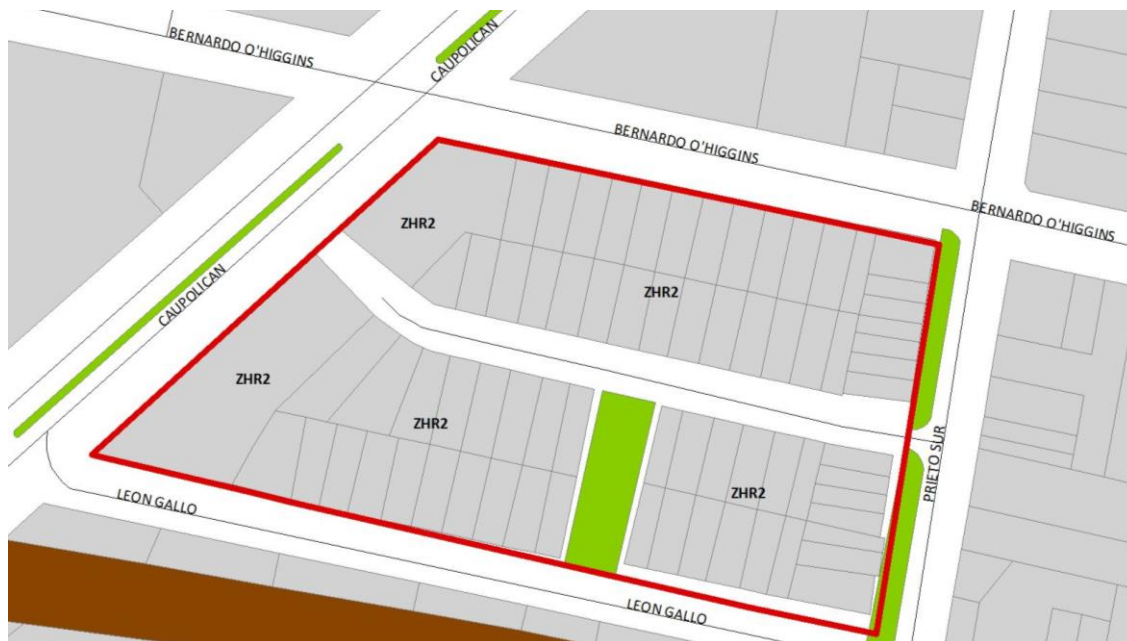 BERNARDO O'HIGGINS
CAUPOLICAN
BERNARDO O'HIGGINS
BERNARDO O'HIGGINS
ZHR2
CAUPOLICAN
ZHR2
ZHR2
ZHR2
PRIETO SUR
ZHR2
LEON GALLO
LEON GALLO